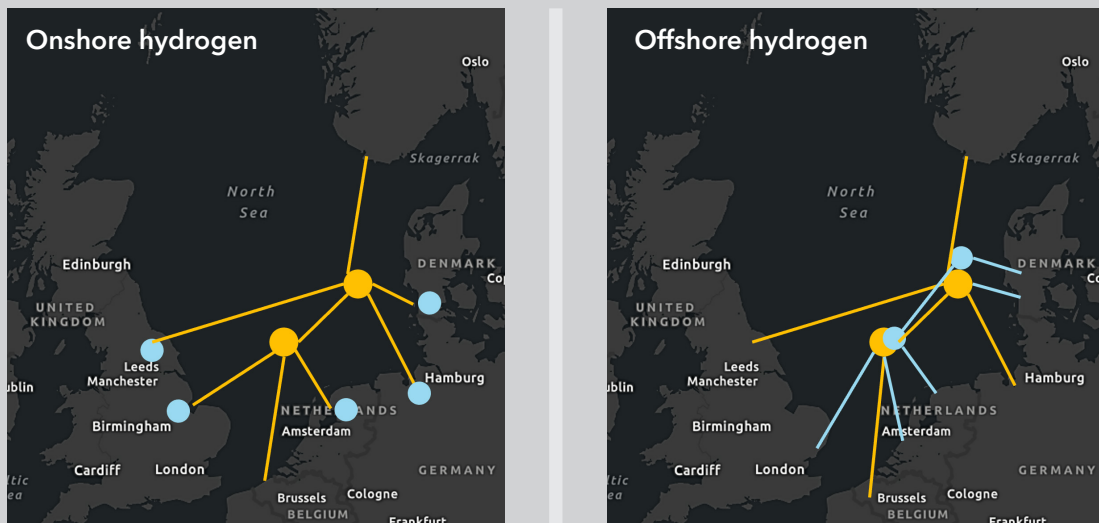 Onshore hydrogen
Oslo
Skagerrak
North
Sea
Edinburgh
DENMARK
UNITED
KINGDOM
Leeds
Manchester
Hamburg
NETHERLANDS
Birmingham
Amsterdam
Cardiff
London
GERMANY
Brussels
Cologne
BELGIUM
Frankfurt
Offshore hydrogen
Oslo
Skagerrak
North
Sea
Edinburgh
DENMARK
UNITED
KINGDOM
Leeds
Manchester
Hamburg
NETHERLANDS
Birmingham
Amsterdam
Cardiff
London
GERMANY
Brussels
Cologne
BELGIUM
Frankfurt